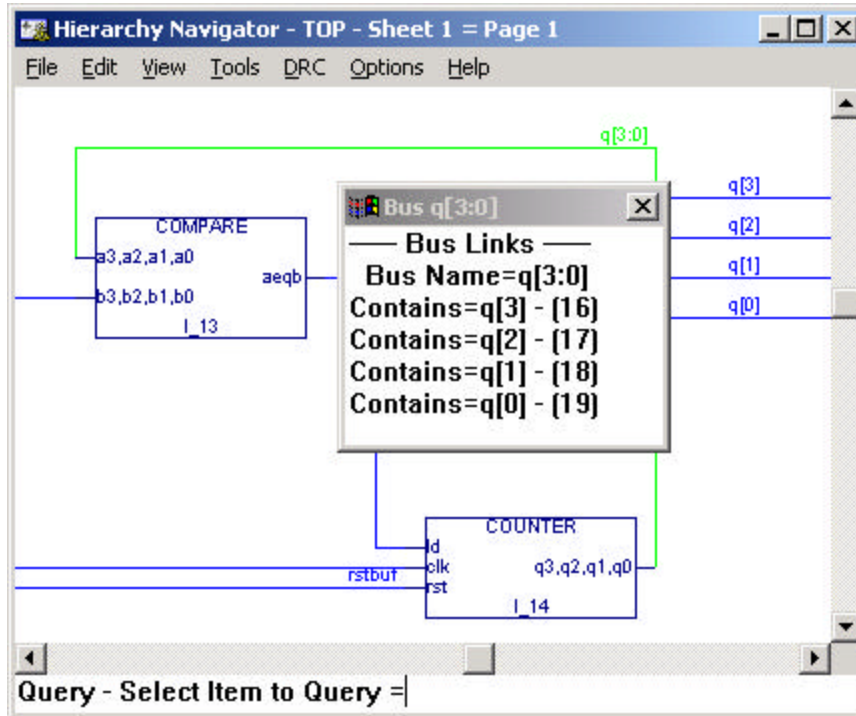 Hierarchy Navigator - TOP - Sheet 1 = Page 1
File Edit View Tools DRC Options Help
q[3:0]
q[3]
q[2]
q[1]
q[0]
COMPARE
a3,a2,a1,a0
aeqb
b3,b2,b1,b0
I_13
Bus q[3:0]
Bus Links
Bus Name=q[3:0]
Contains=q[3] - (16)
Contains=q[2] - (17)
Contains=q[1] - (18)
Contains=q[0] - (19)
COUNTER
ld
clk
q3,q2,q1,q0
rstbuf
rst
I_14
Query - Select Item to Query =